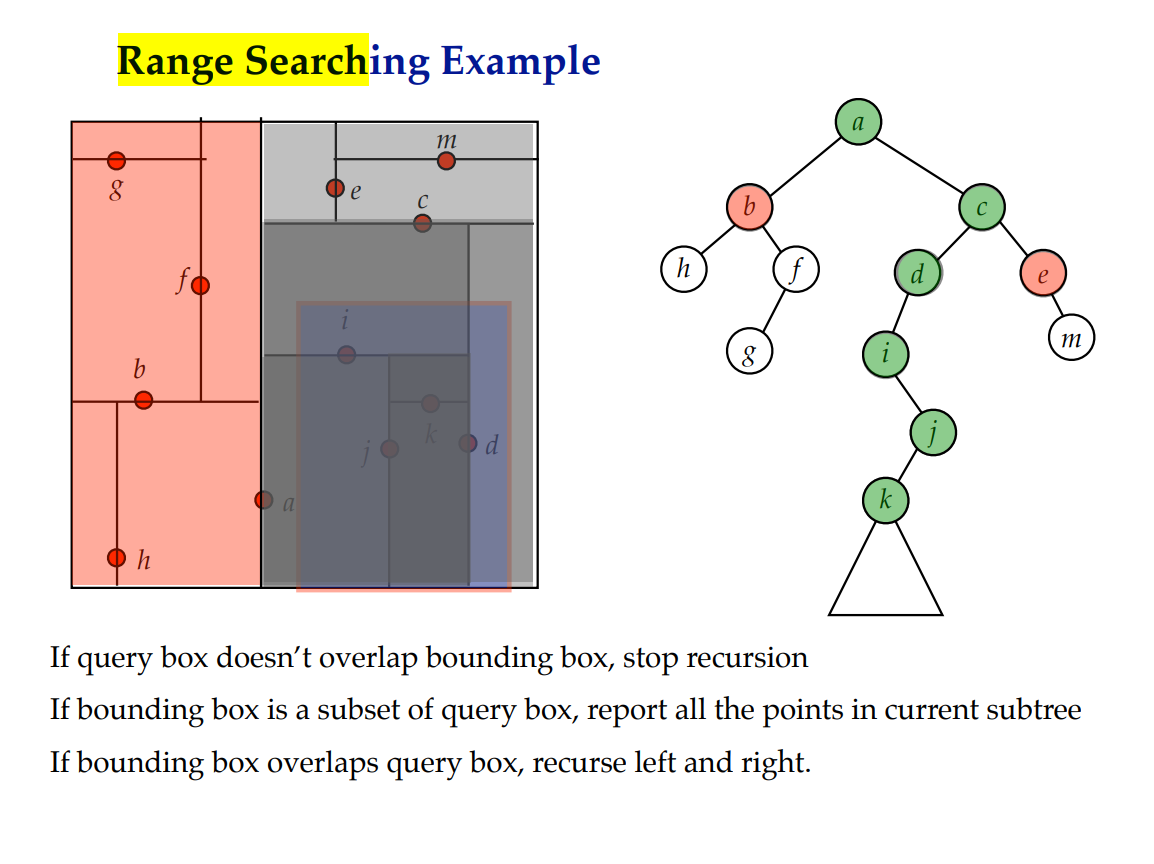 Range Searching Example
m
g
e
c
f
i
b
k
j
d
a
h
a
b
c
h
f
d
e
g
i
m
j
k
If query box doesn’t overlap bounding box, stop recursion
If bounding box is a subset of query box, report all the points in current subtree
If bounding box overlaps query box, recurse left and right.